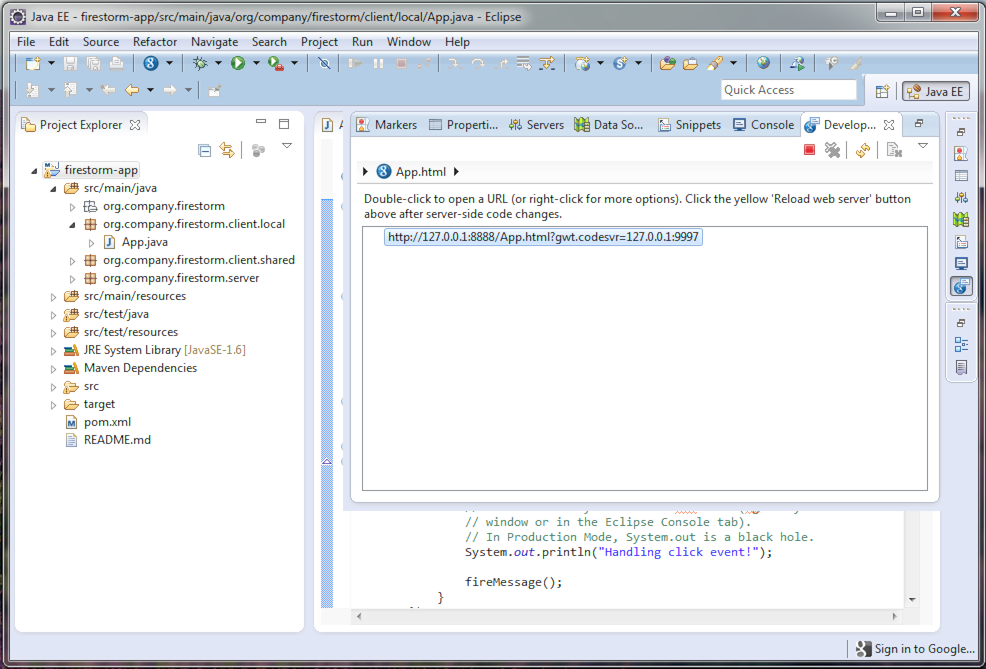 Java EE - firestorm-app/src/main/java/org/company/firestorm/client/local/App.java - Eclipse
File Edit Source Refactor Navigate Search Project Run Window Help
Quick Access
Java EE
Project Explorer
firestorm-app
src/main/java
org.company.firestorm
org.company.firestorm.client.local
App.java
org.company.firestorm.client.shared
org.company.firestorm.server
src/main/resources
src/test/java
src/test/resources
JRE System Library [JavaSE-1.6]
Maven Dependencies
src
target
pom.xml
README.md
Markers Properti... Servers Data So... Snippets Console Develop...
App.html
Double-click to open a URL (or right-click for more options). Click the yellow 'Reload web server' button
above after server-side code changes.
http://127.0.0.1:8888/App.html?gwt.codesvr=127.0.0.1:9997
// window or in the Eclipse Console tab).
// In Production Mode, System.out is a black hole.
System.out.println("Handling click event!");
fireMessage();
}
Sign in to Google...